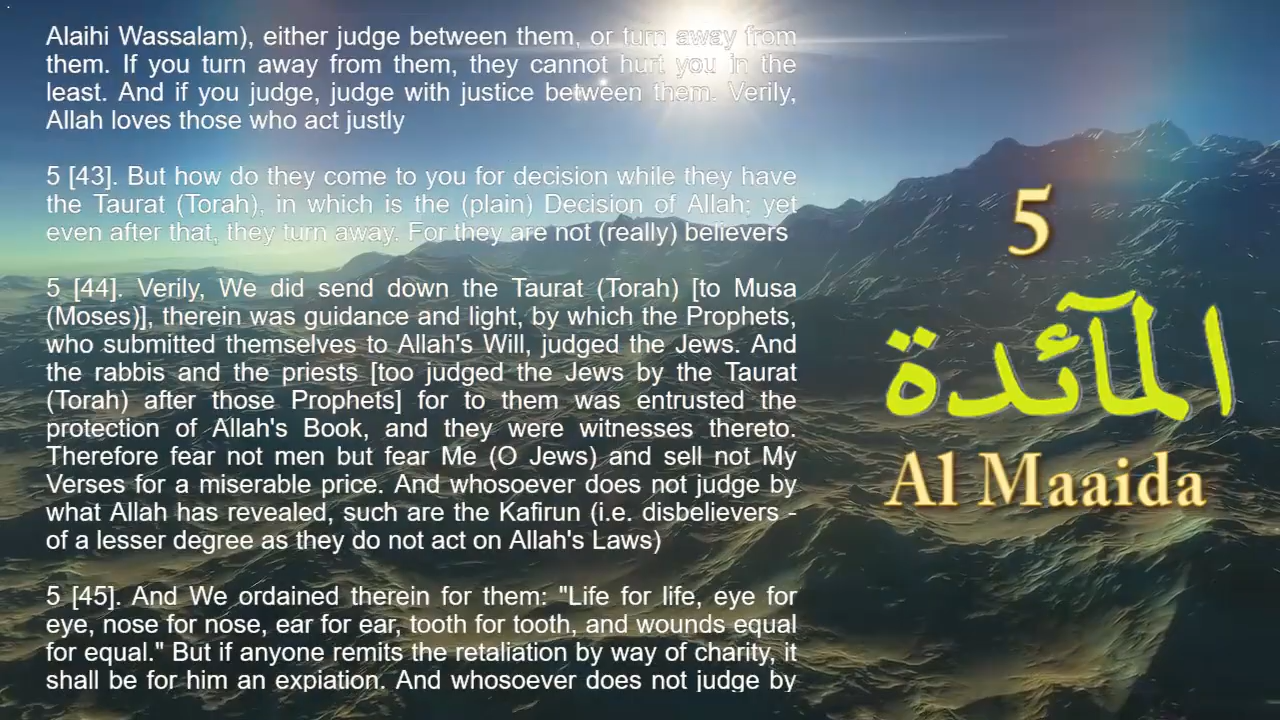 Alaihi Wassalam), either judge between them, or turn away from
them. If you turn away from them, they cannot hurt you in the
least. And if you judge, judge with justice between them. Verily,
Allah loves those who act justly
5 [43]. But how do they come to you for decision while they have
the Taurat (Torah), in which is the (plain) Decision of Allah; yet
even after that, they turn away. For they are not (really) believers
5 [44]. Verily, We did send down the Taurat (Torah) [to Musa
(Moses)], therein was guidance and light, by which the Prophets,
who submitted themselves to Allah's Will, judged the Jews. And
the rabbis and the priests [too judged the Jews by the Taurat
(Torah) after those Prophets] for to them was entrusted the
protection of Allah's Book, and they were witnesses thereto.
Therefore fear not men but fear Me (O Jews) and sell not My
Verses for a miserable price. And whosoever does not judge by
what Allah has revealed, such are the Kafirun (i.e. disbelievers -
of a lesser degree as they do not act on Allah's Laws)
5 [45]. And We ordained therein for them: "Life for life, eye for
eye, nose for nose, ear for ear, tooth for tooth, and wounds equal
for equal." But if anyone remits the retaliation by way of charity, it
shall be for him an expiation. And whosoever does not judge by
5
المآئدة
Al Maaida